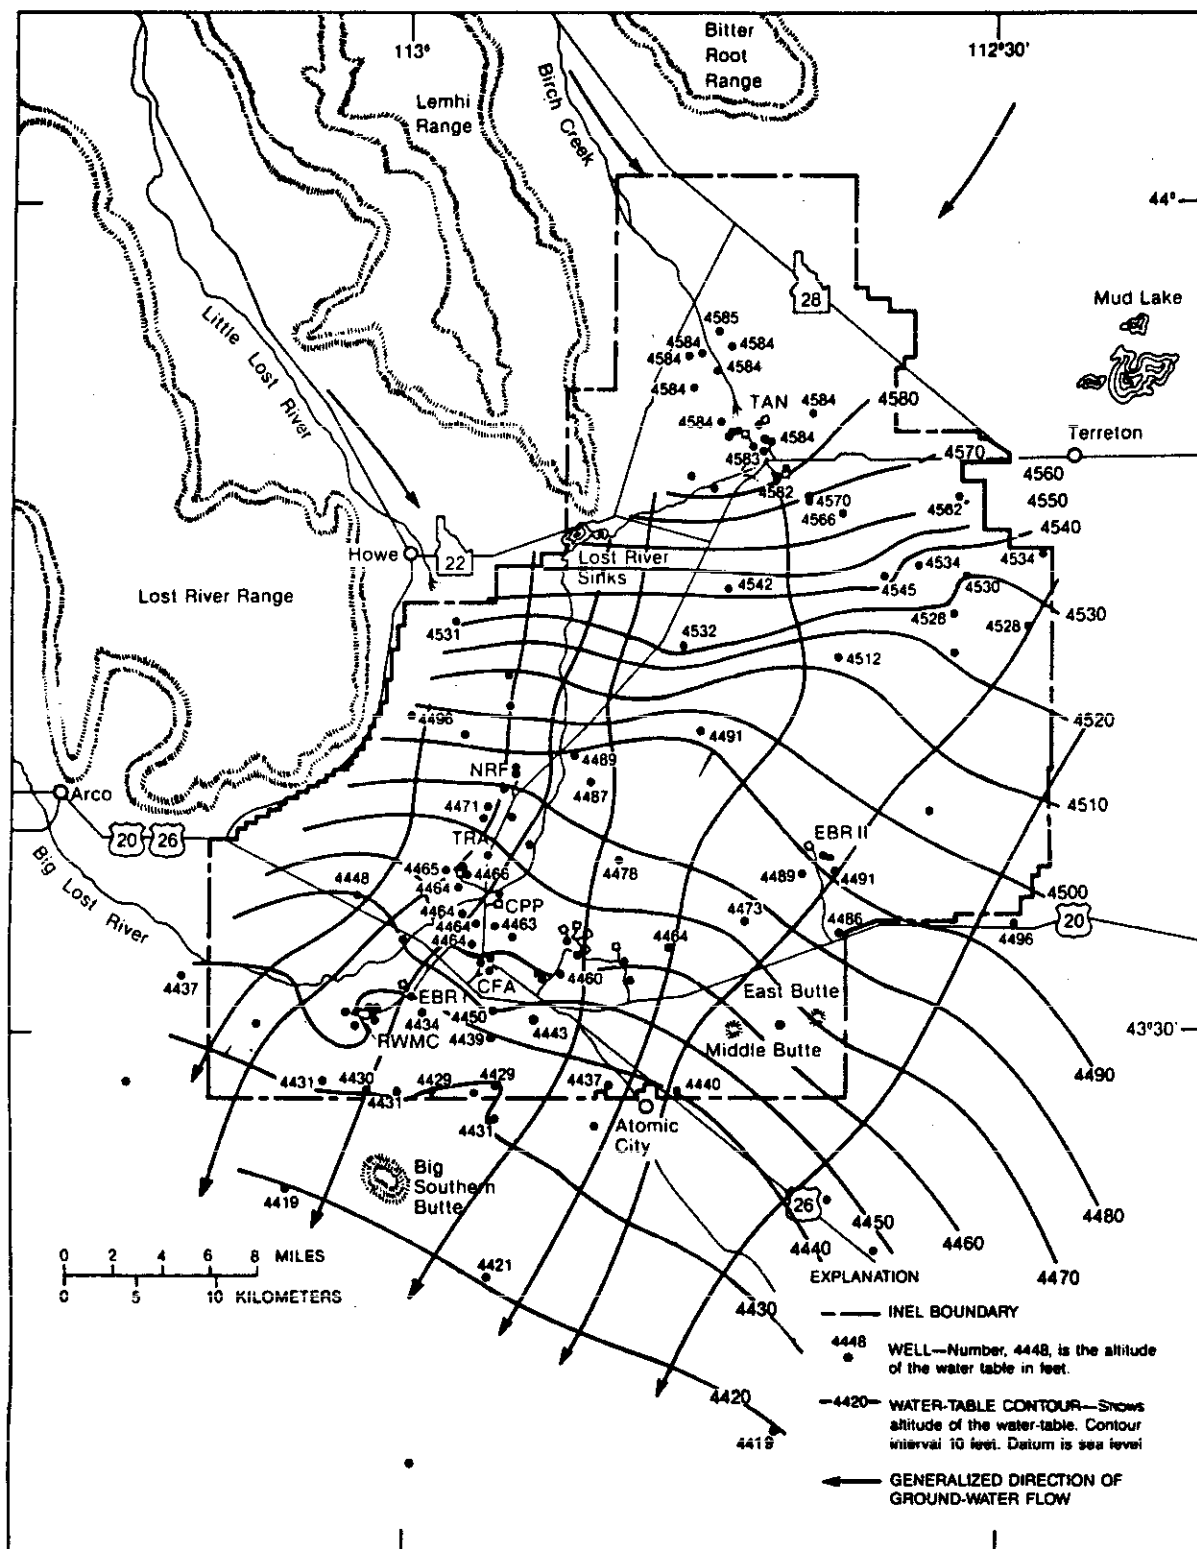 113°
Bitter
Root
Range
112°30'
Birch Creek
Lemhi
Range
44°
28
Mud Lake
Little Lost
River
4585
4584
4584
4584
4584
4584
TAN
4584
4580
4584
4584
Terreton
4583
4570
4560
4582
4570
4562
4550
4566
4540
Howe
22
Lost River
Sinks
4534
4534
4542
4545
4530
Lost River Range
4528
4530
4531
4532
4528
4512
4496
4491
4520
4489
NRF
4487
Arco
4471
4510
20
26
TRA
EBR II
Big Lost
River
4465
4466
4478
4489
4491
4448
4464
4500
CPP
4473
4486
20
4464
4463
4464
4464
4496
4464
4437
4460
CFA
East Butte
EBR I
4450
4434
4443
43°30'
RWMC
4439
Middle Butte
4431
4430
4429
4429
4437
4440
4490
4431
4431
Atomic
City
Big
Southern
Butte
4419
26
4450
4480
4440
4460
0 2 4 6 8 MILES
4421
EXPLANATION
4470
0 5 10 KILOMETERS
4430
INEL BOUNDARY
4448
WELL—Number, 4448, is the altitude
of the water table in feet.
4420
4420
WATER-TABLE CONTOUR—Shows
altitude of the water-table. Contour
interval 10 feet. Datum is sea level
4419
GENERALIZED DIRECTION OF
GROUND-WATER FLOW